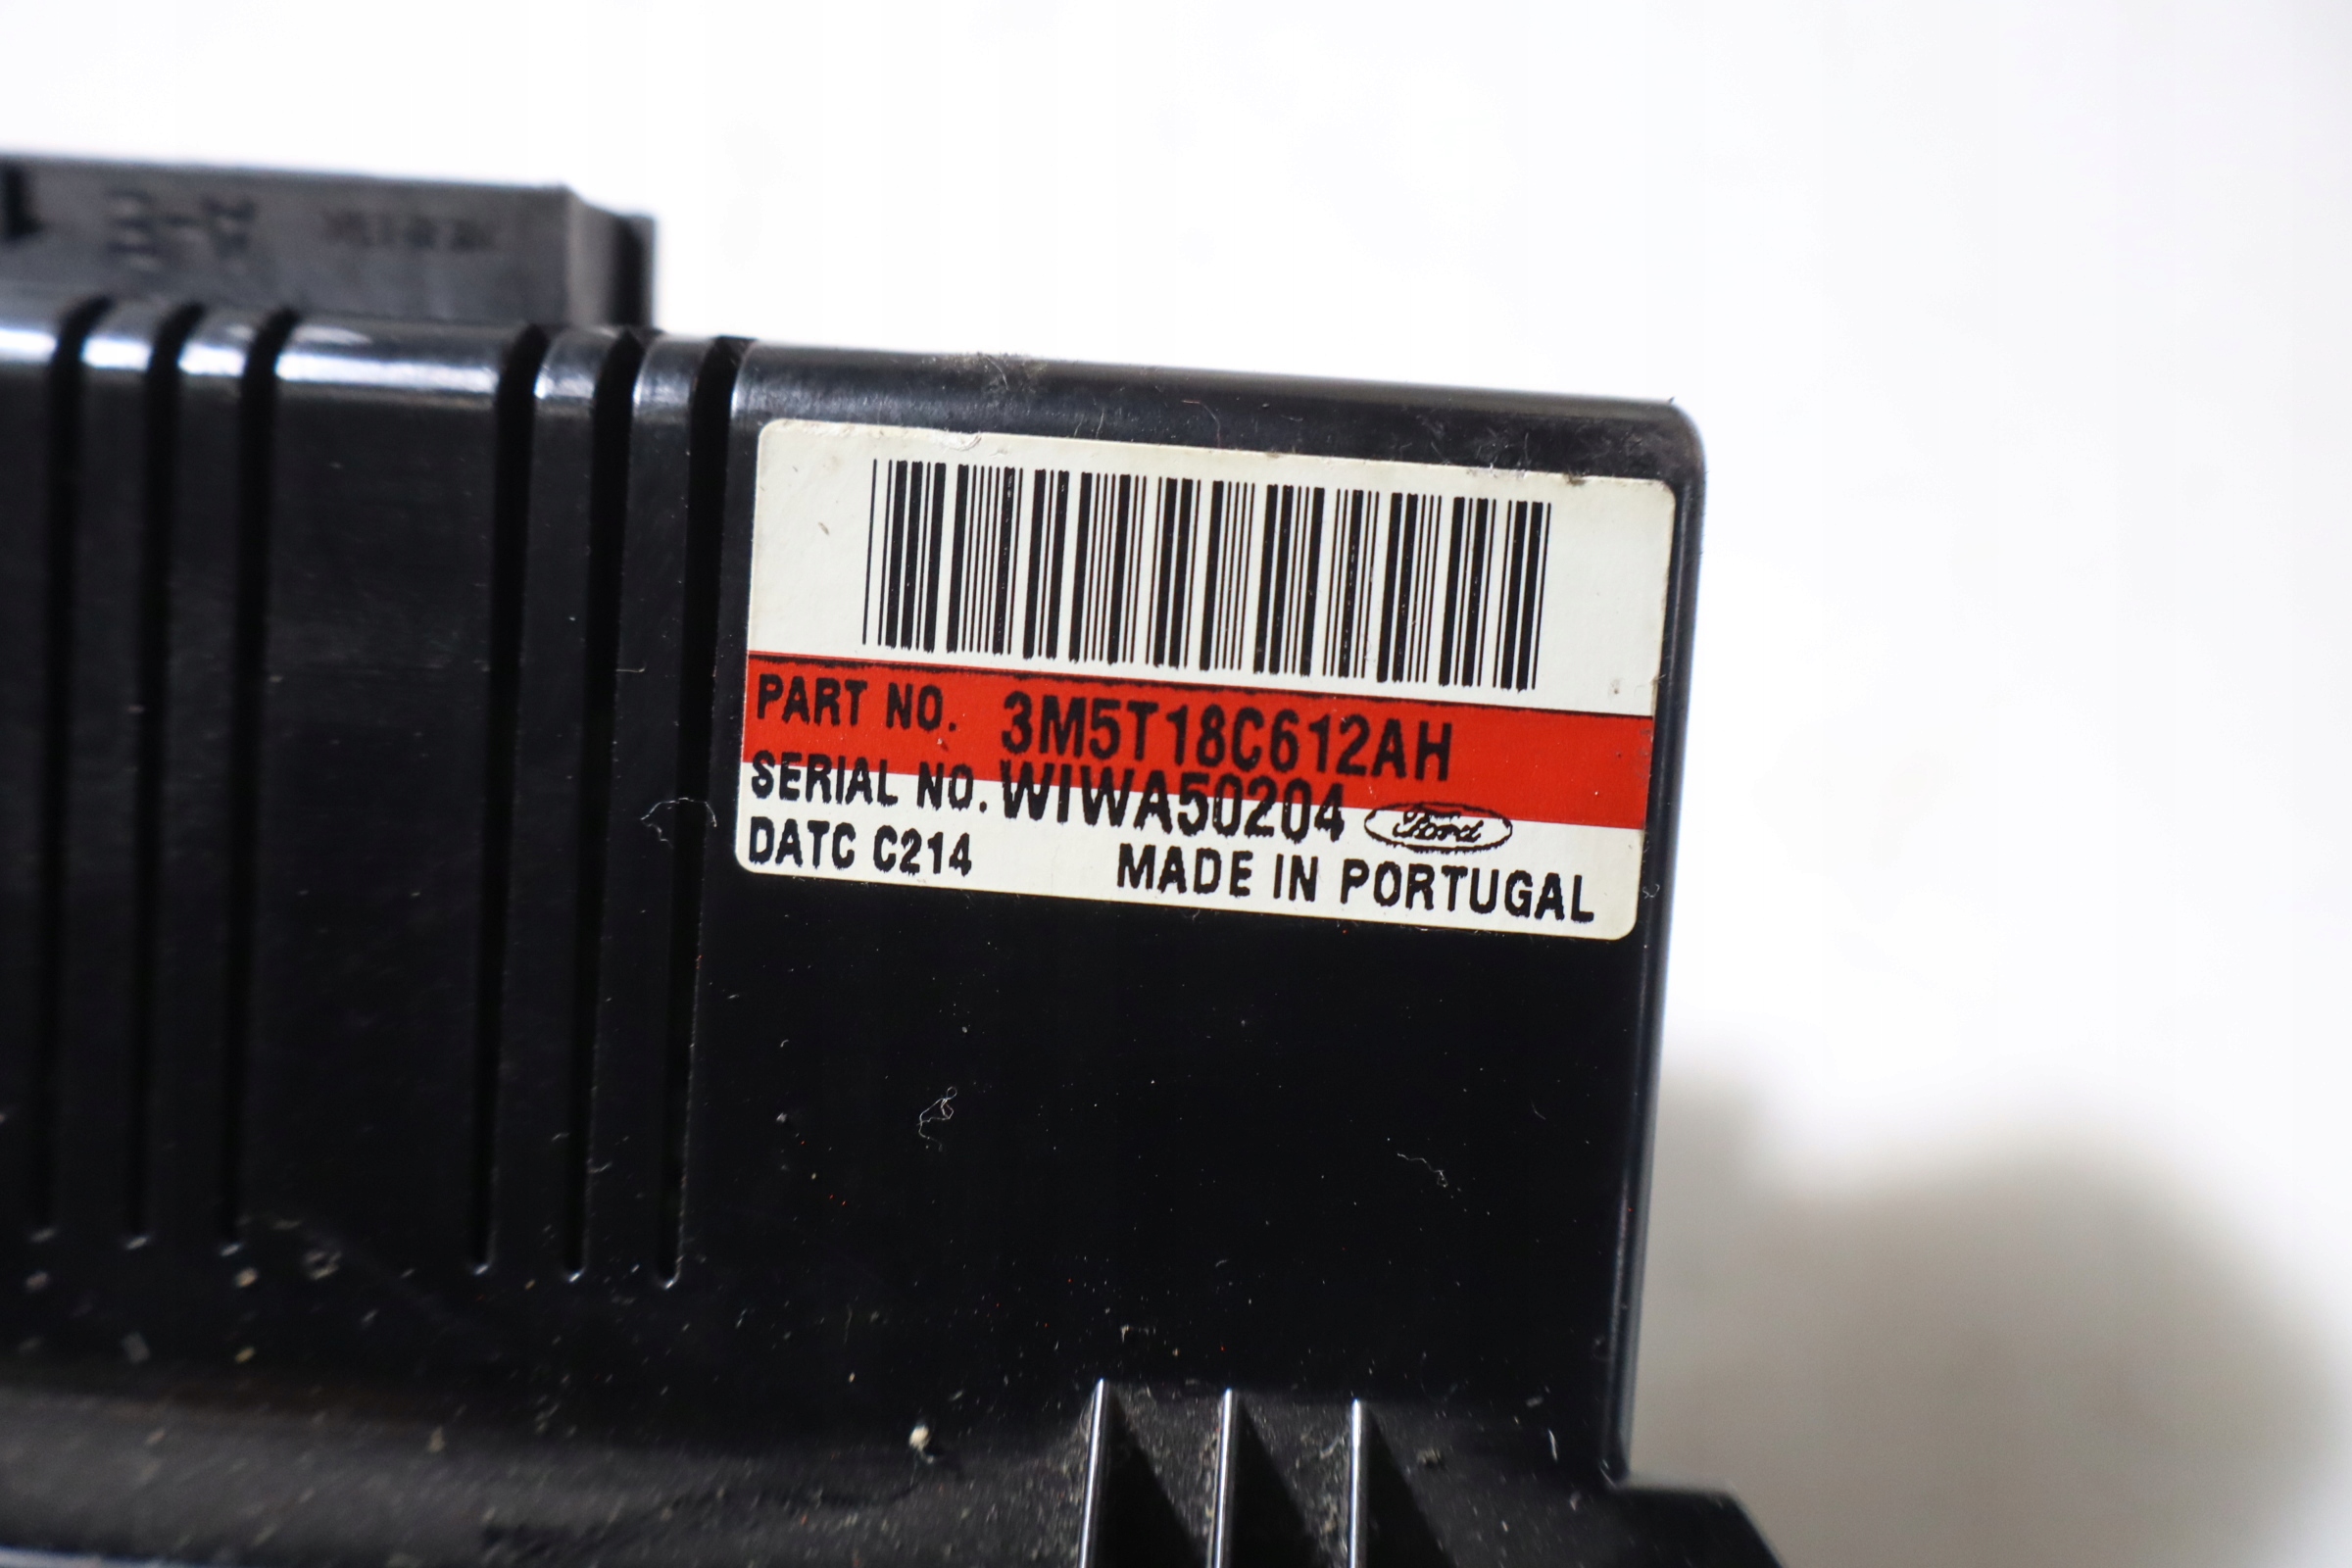 PART NO. 3M5T18C612AH
SERIAL NO. WIWA50204 Ford
DATC C214 MADE IN PORTUGAL